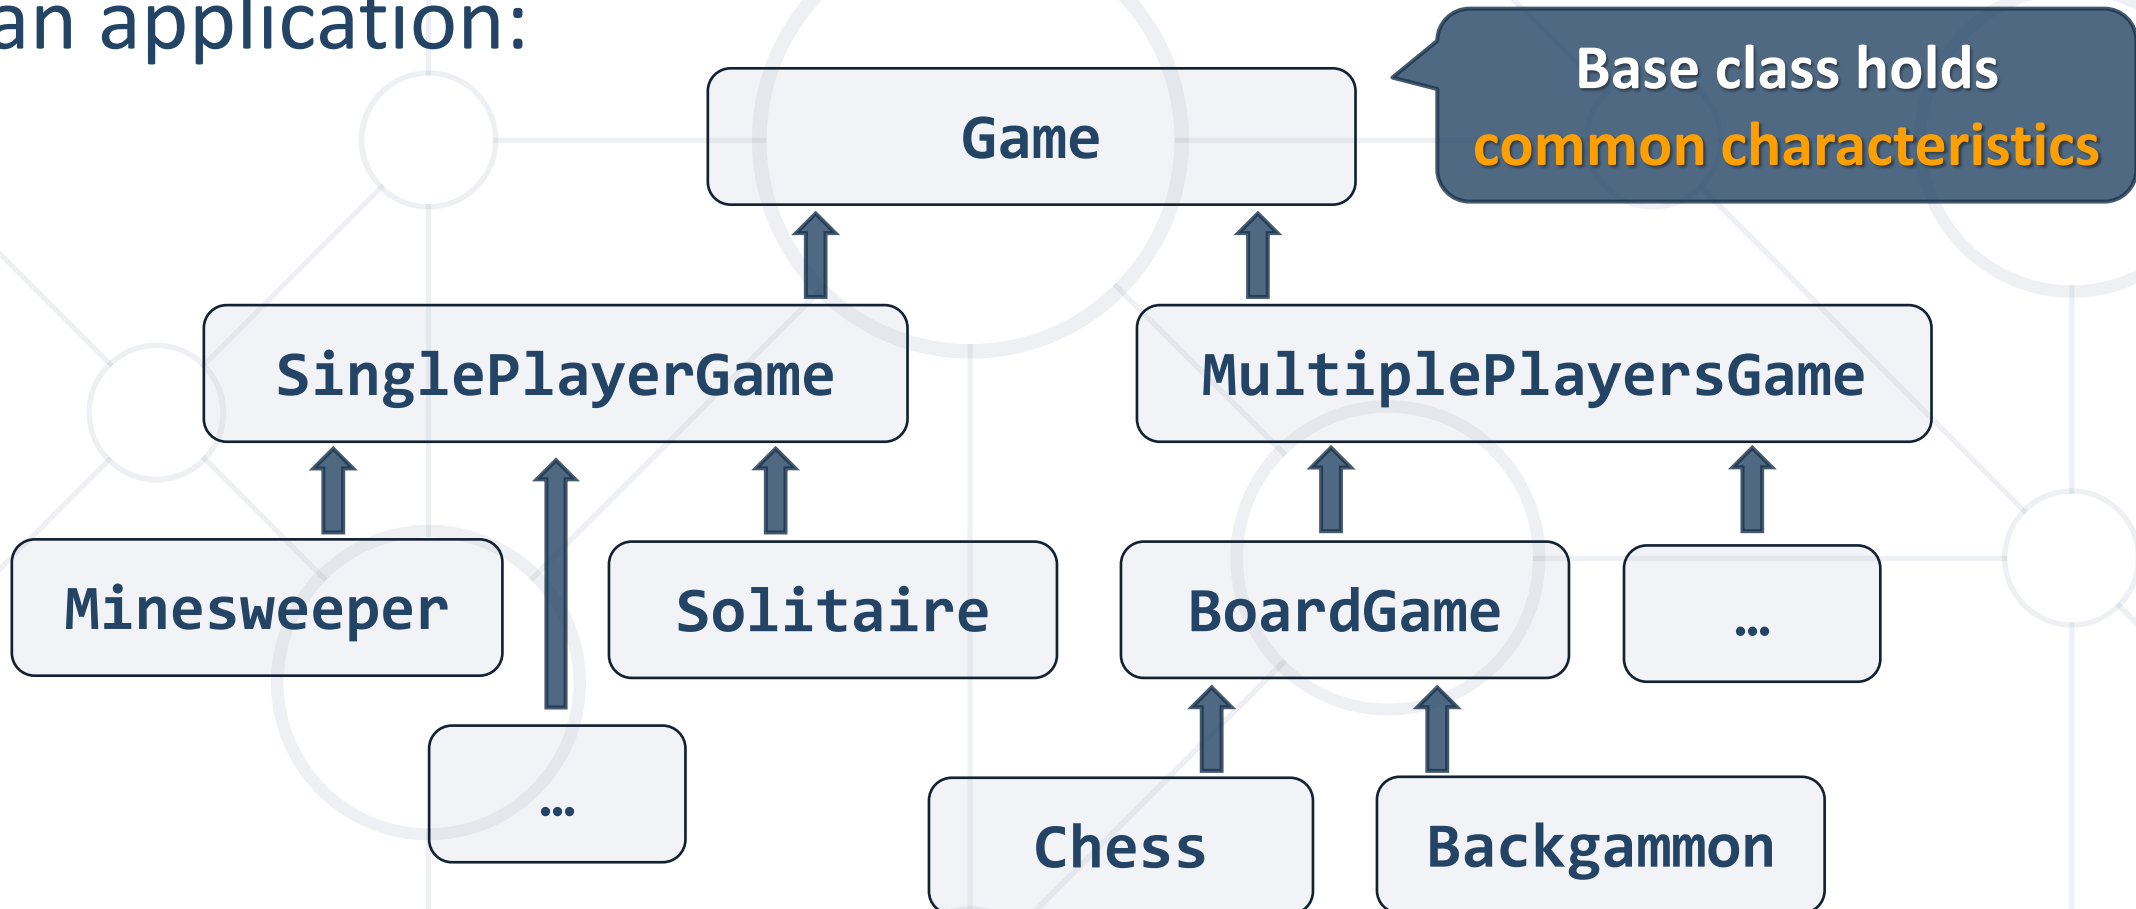 an application:
Base class holds
common characteristics
Game
SinglePlayerGame
MultiplePlayersGame
Minesweeper
Solitaire
BoardGame
…
…
Chess
Backgammon